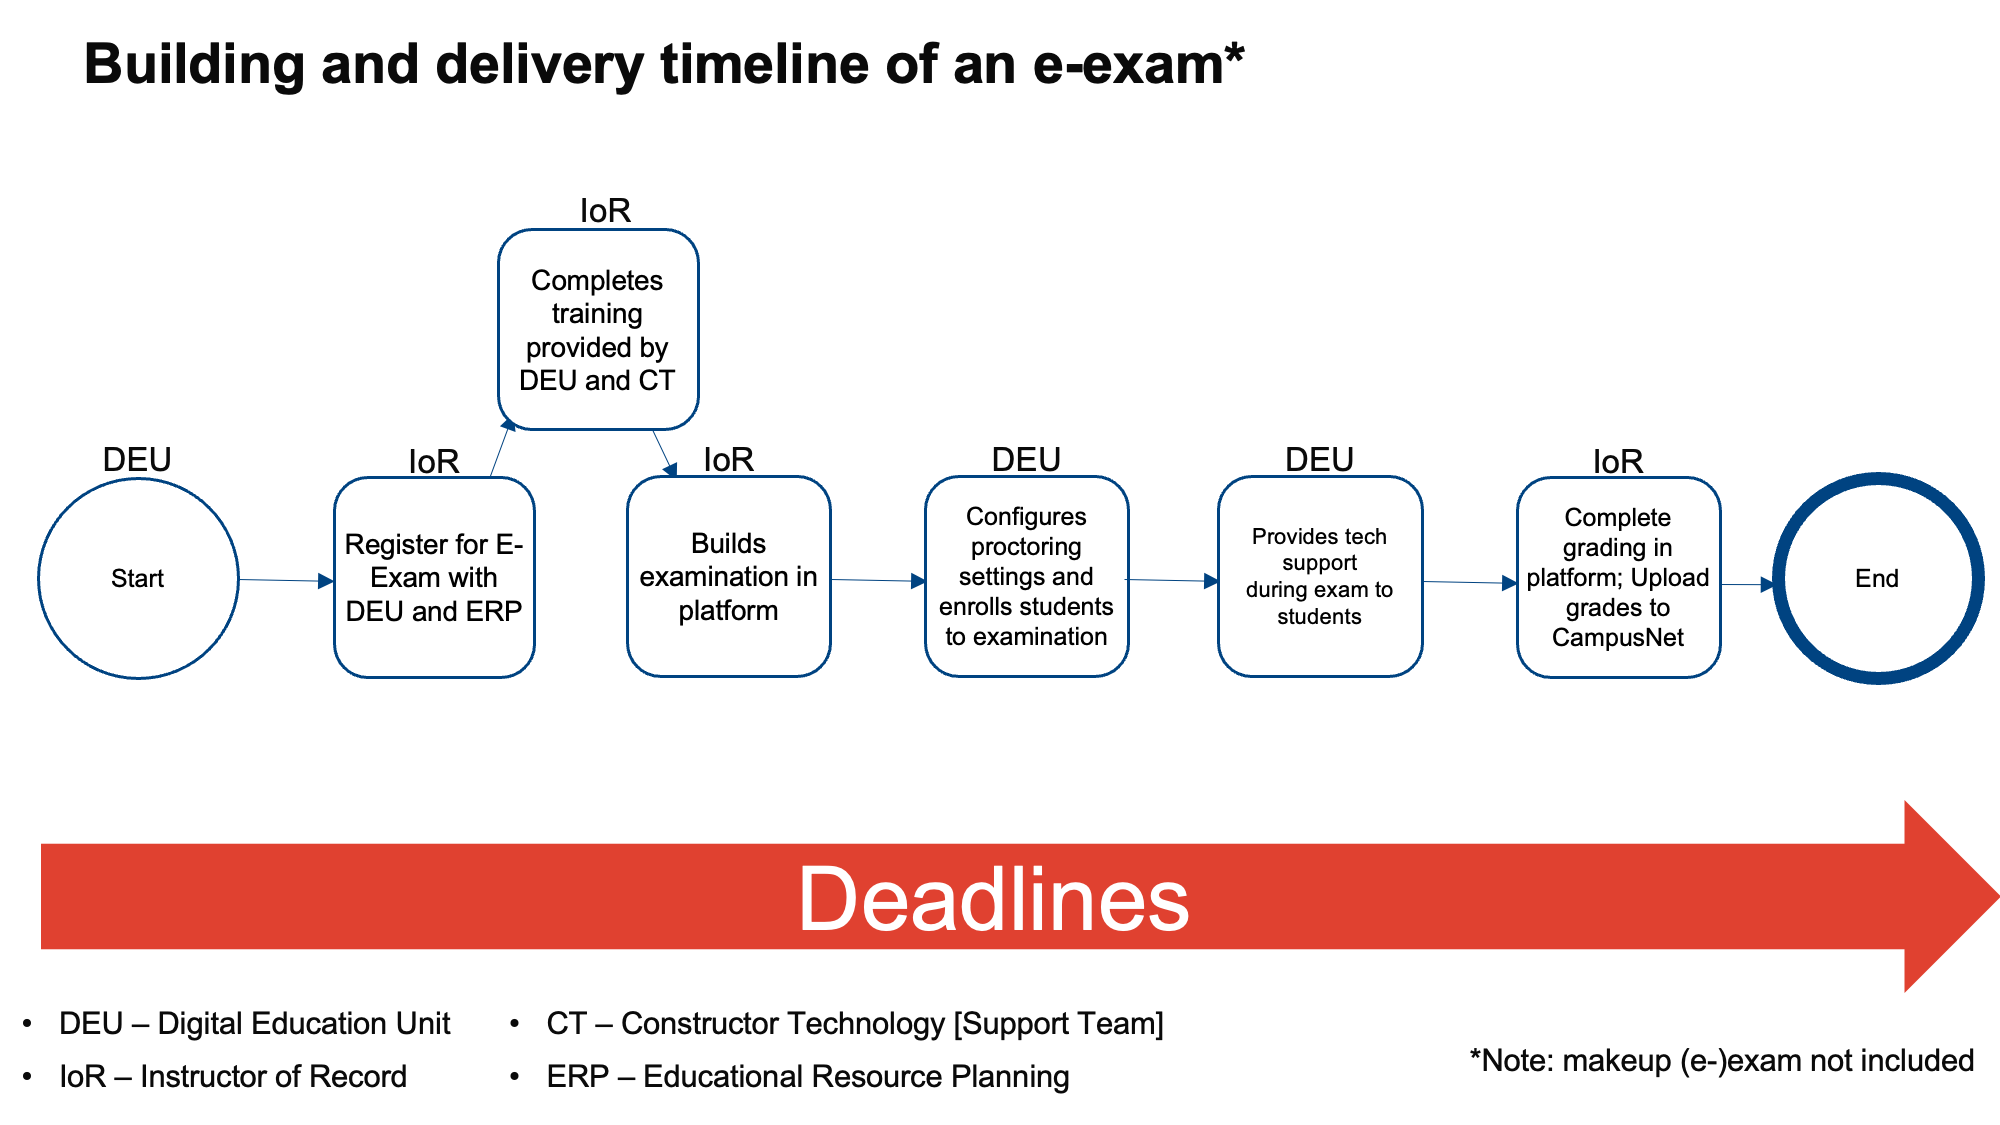 Building and delivery timeline of an e-exam*
IoR
Completes
training
provided by
DEU and CT
DEU
Start
IoR
Register for E-
Exam with
DEU and ERP
IoR
Builds
examination in
platform
DEU
Configures
proctoring
settings and
enrolls students
to examination
DEU
Provides tech
support
during exam to
students
IoR
Complete
grading in
platform; Upload
grades to
CampusNet
End
Deadlines
• DEU – Digital Education Unit
• IoR – Instructor of Record
• CT – Constructor Technology [Support Team]
• ERP – Educational Resource Planning
*Note: makeup (e-)exam not included